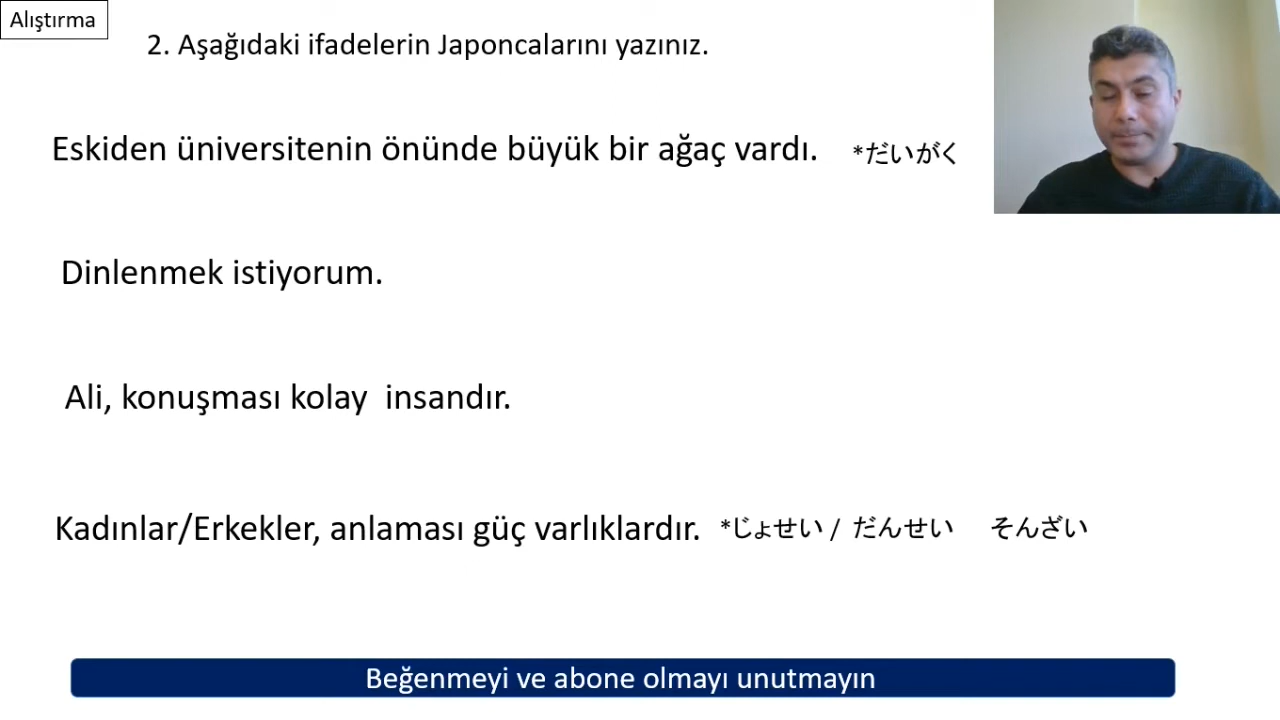 Alıştırma
2. Aşağıdaki ifadelerin Japoncalarını yazınız.
Eskiden üniversitenin önünde büyük bir ağaç vardı. *だいがく
Dinlenmek istiyorum.
Ali, konuşması kolay insandır.
Kadınlar/Erkekler, anlaması güç varlıklardır. *じょせい / だんせい そんざい
Beğenmeyi ve abone olmayı unutmayın